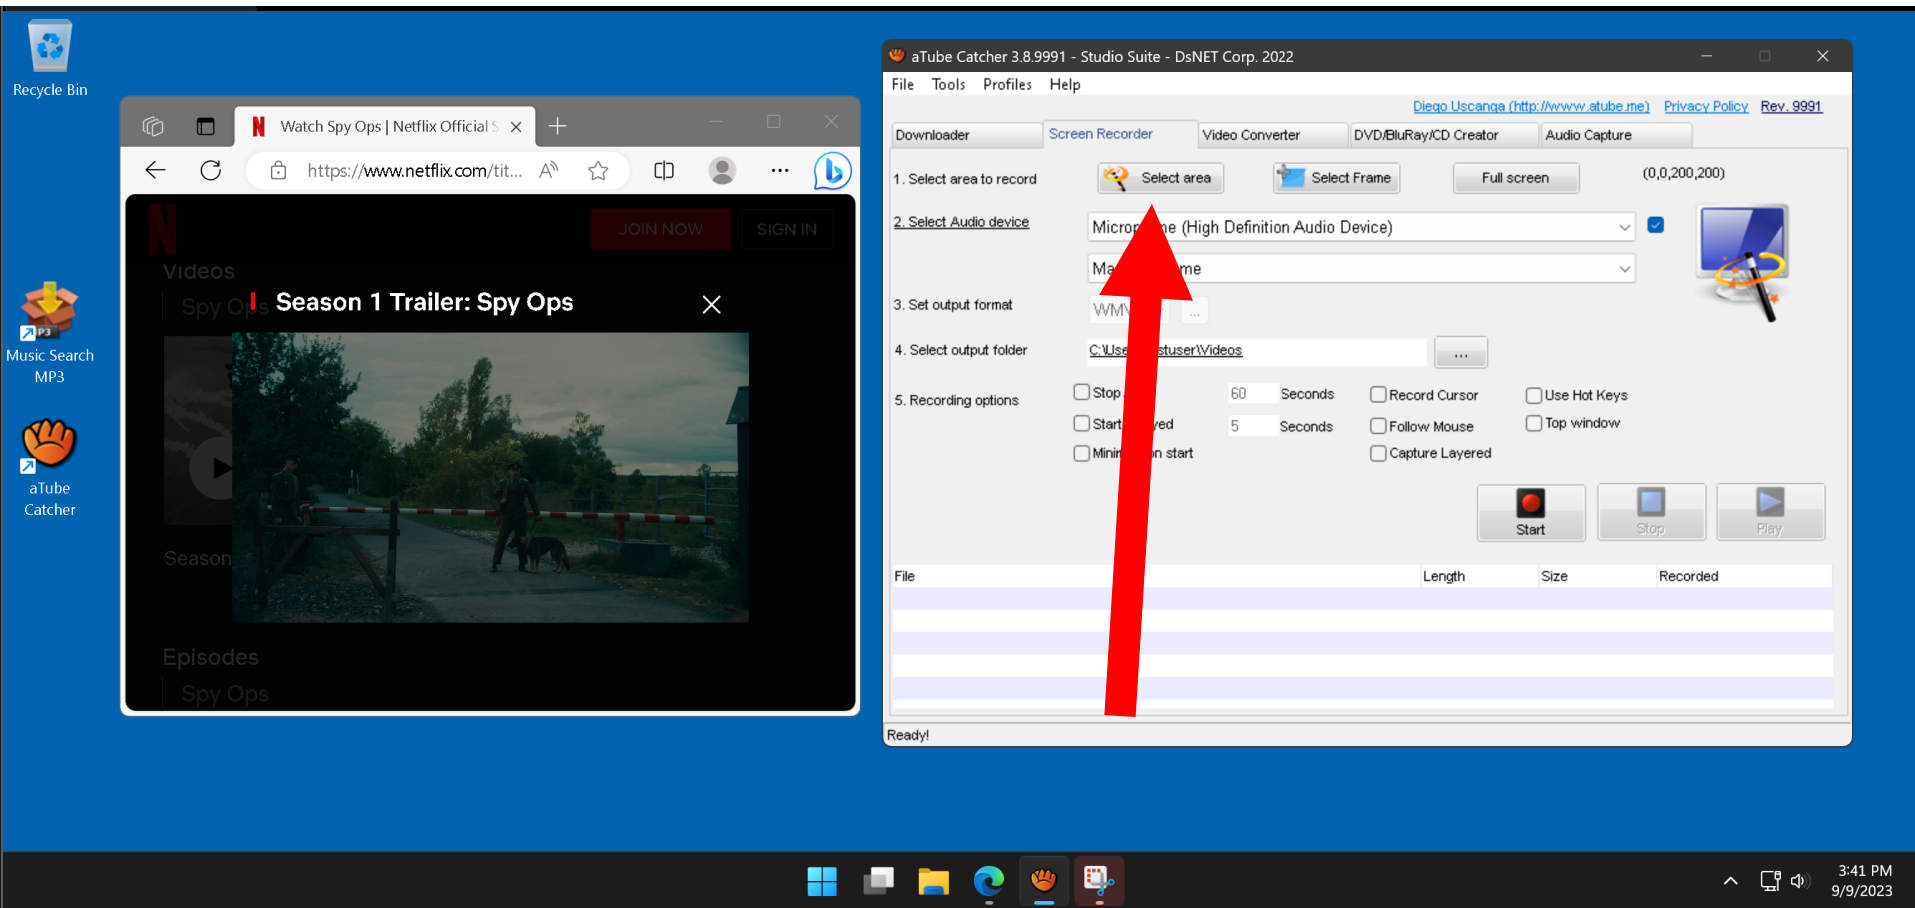 Recycle Bin
Music Search
MP3
aTube
Catcher
Watch Spy Ops | Netflix Official S
https://www.netflix.com/tit...
JOIN NOW
SIGN IN
Videos
Spy Ops
Season 1 Trailer: Spy Ops
Season
Episodes
Spy Ops
aTube Catcher 3.8.9991 - Studio Suite - DsNET Corp. 2022
File Tools Profiles Help
Diego Uscanga (http://www.atube.me) Privacy Policy Rev. 9991
Downloader Screen Recorder Video Converter DVD/BluRay/CD Creator Audio Capture
1. Select area to record Select area Select Frame Full screen (0,0,200,200)
2. Select Audio device (High Definition Audio Device)
3. Set output format ...
4. Select output folder ...
5. Recording options
Stop 60 Seconds Record Cursor Use Hot Keys
Start 5 Seconds Follow Mouse Top window
start Capture Layered
Start Stop Play
File Length Size Recorded
Ready!
3:41 PM
9/9/2023